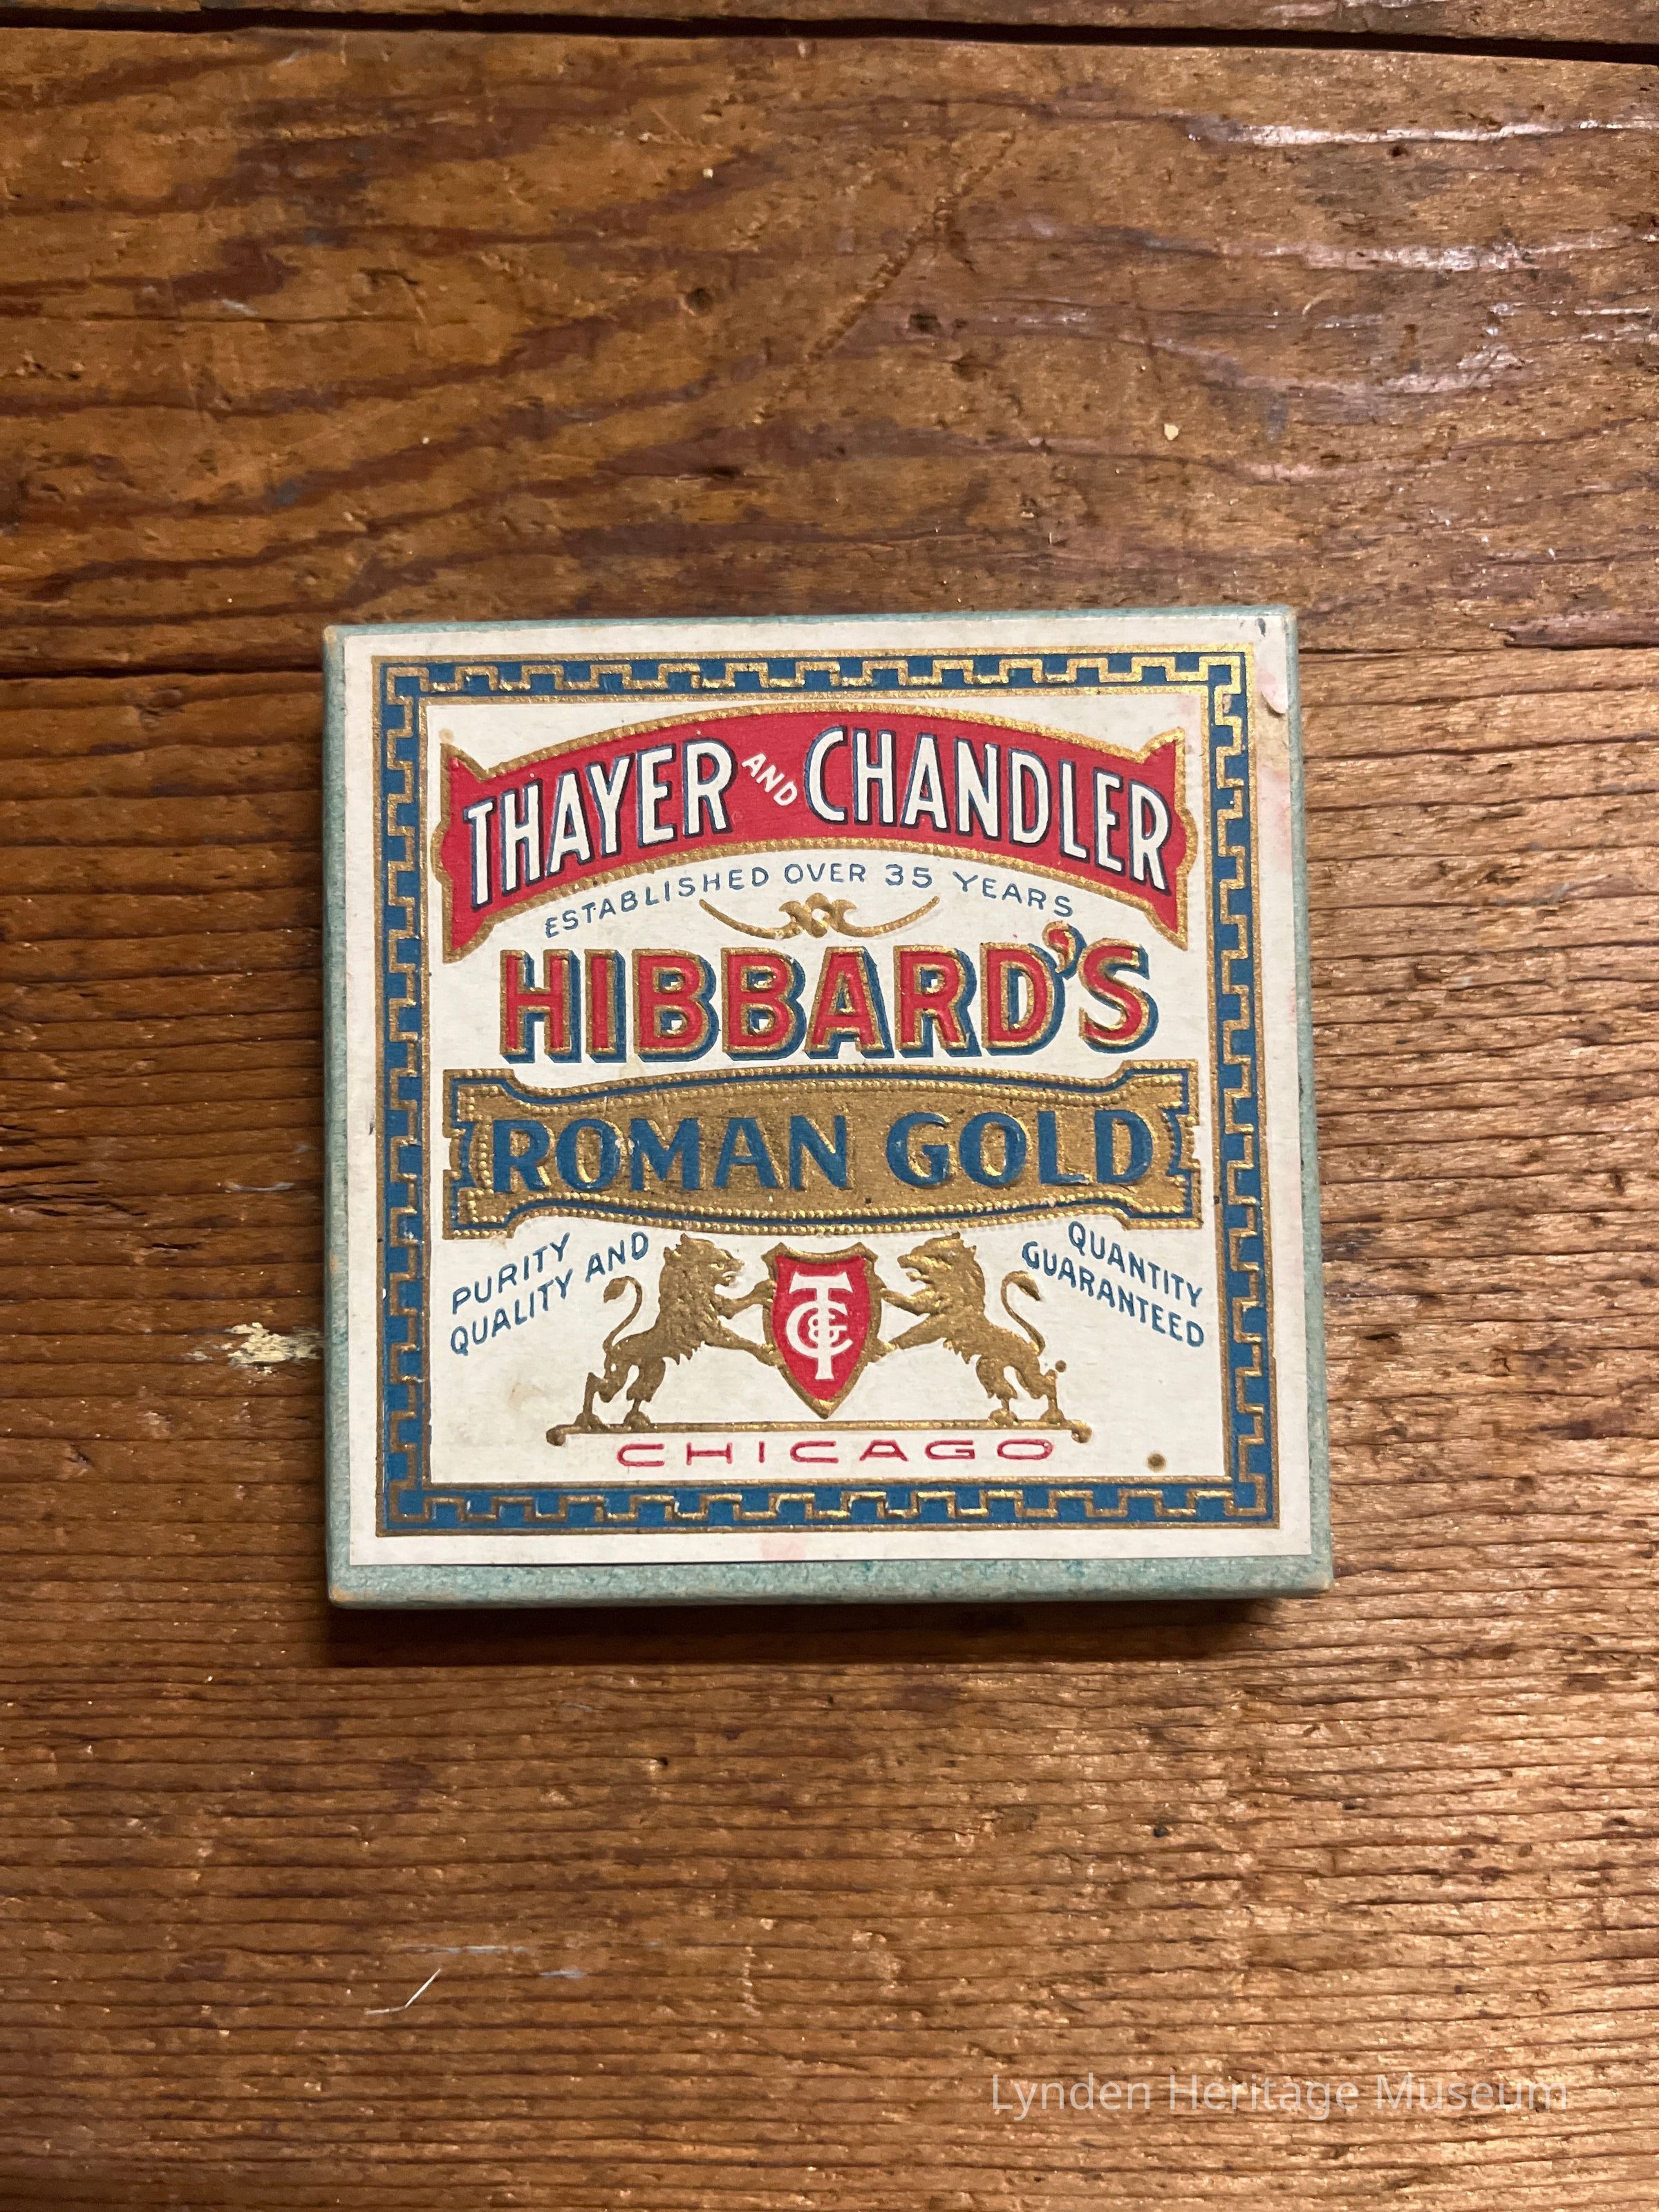 THAYER AND CHANDLER
ESTABLISHED OVER 35 YEARS
HIBBARD'S
ROMAN GOLD
PURITY
QUALITY AND
QUANTITY
GUARANTEED
T&C
CHICAGO
Lynden Heritage Museum